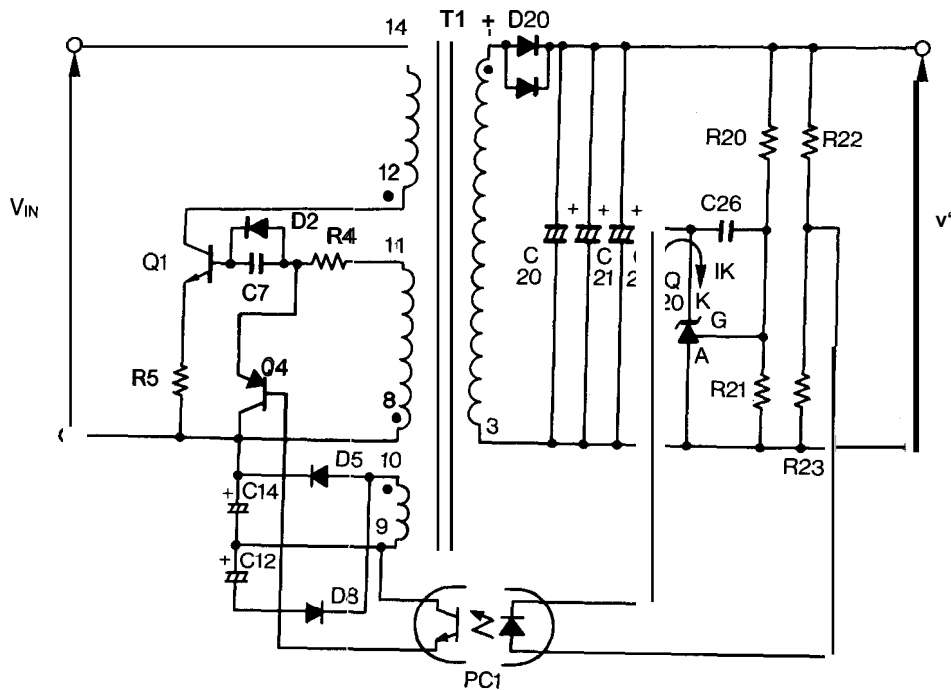 14
T1
+
D20
R20
R22
12
VIN
D2
C26
v'
R4
11
Q1
C7
C
20
+
C
21
+
IK
Q
20
K
G
A
R5
Q4
8
R21
3
R23
D5
10
+
C14
9
+
C12
D8
PC1